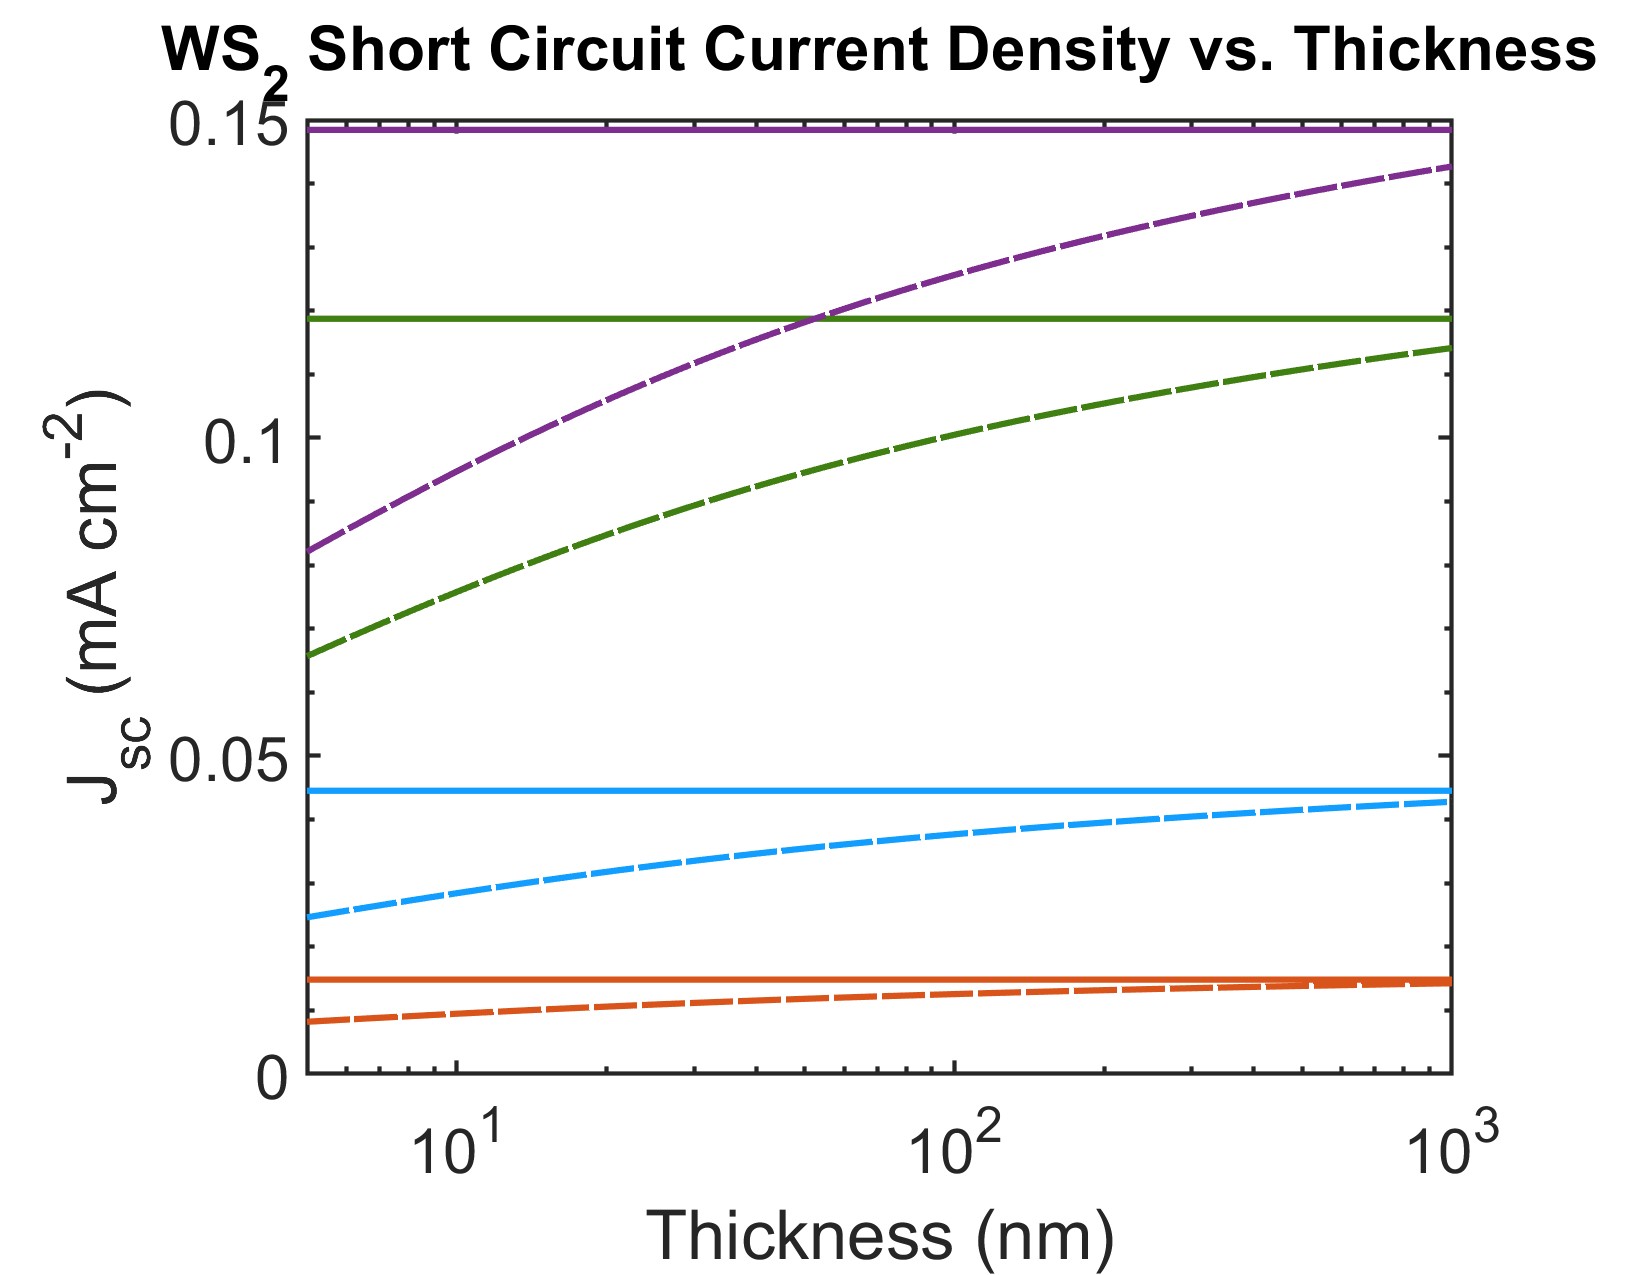 WS₂ Short Circuit Current Density vs. Thickness
0.15
0.1
0.05
0
J_sc (mA cm⁻²)
10¹ 10² 10³
Thickness (nm)